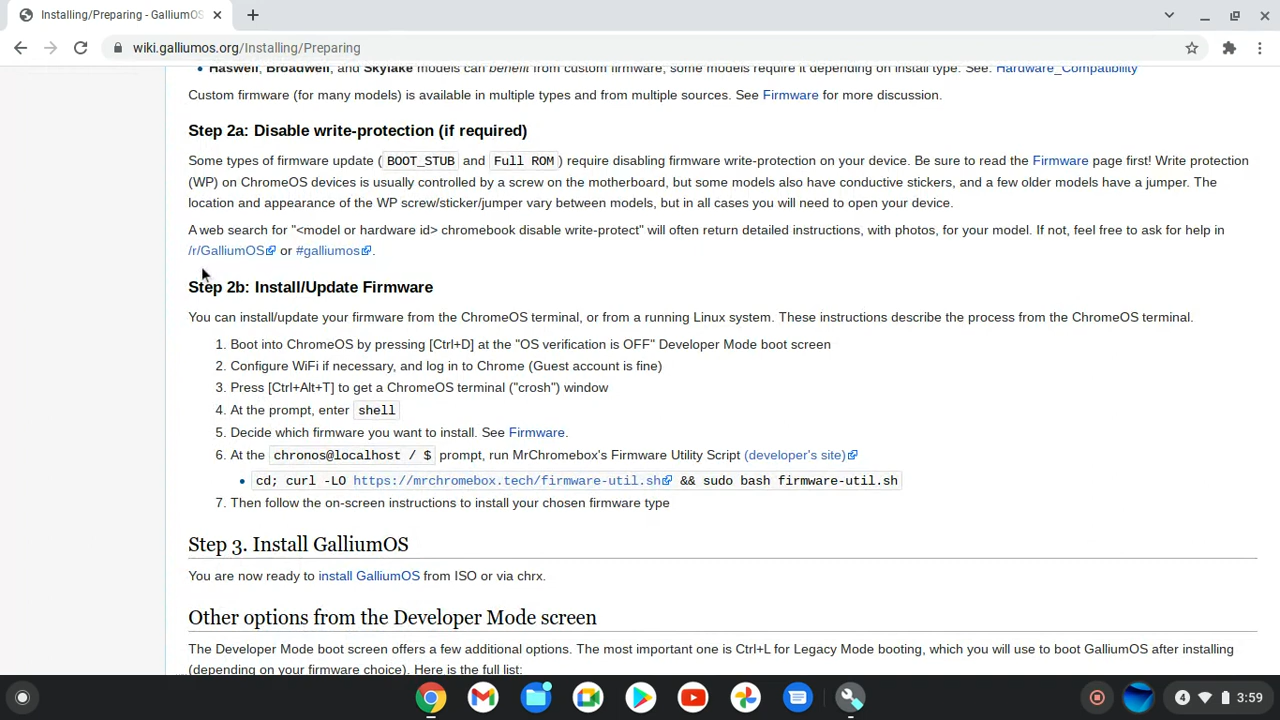 Installing/Preparing - GalliumOS
wiki.galliumos.org/Installing/Preparing
Haswell, Broadwell, and Skylake models can benefit from custom firmware, some models require it depending on install type. See: Hardware_Compatibility
Custom firmware (for many models) is available in multiple types and from multiple sources. See Firmware for more discussion.
Step 2a: Disable write-protection (if required)
Some types of firmware update ( BOOT_STUB and Full ROM ) require disabling firmware write-protection on your device. Be sure to read the Firmware page first! Write protection
(WP) on ChromeOS devices is usually controlled by a screw on the motherboard, but some models also have conductive stickers, and a few older models have a jumper. The
location and appearance of the WP screw/sticker/jumper vary between models, but in all cases you will need to open your device.
A web search for "<model or hardware id> chromebook disable write-protect" will often return detailed instructions, with photos, for your model. If not, feel free to ask for help in
/r/GalliumOS or #galliumos.
Step 2b: Install/Update Firmware
You can install/update your firmware from the ChromeOS terminal, or from a running Linux system. These instructions describe the process from the ChromeOS terminal.
1. Boot into ChromeOS by pressing [Ctrl+D] at the "OS verification is OFF" Developer Mode boot screen
2. Configure WiFi if necessary, and log in to Chrome (Guest account is fine)
3. Press [Ctrl+Alt+T] to get a ChromeOS terminal ("crosh") window
4. At the prompt, enter shell
5. Decide which firmware you want to install. See Firmware.
6. At the chronos@localhost / $ prompt, run MrChromebox's Firmware Utility Script (developer's site)
cd; curl -LO https://mrchromebox.tech/firmware-util.sh && sudo bash firmware-util.sh
7. Then follow the on-screen instructions to install your chosen firmware type
Step 3. Install GalliumOS
You are now ready to install GalliumOS from ISO or via chrx.
Other options from the Developer Mode screen
The Developer Mode boot screen offers a few additional options. The most important one is Ctrl+L for Legacy Mode booting, which you will use to boot GalliumOS after installing
(depending on your firmware choice). Here is the full list:
4 3:59